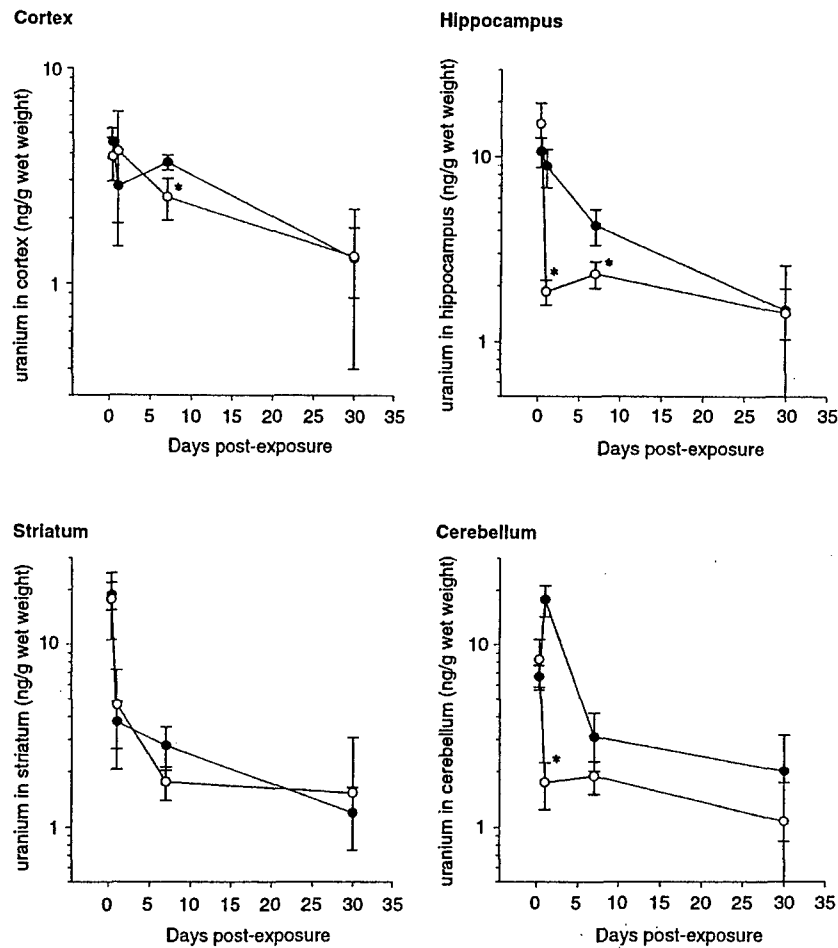 Cortex
uranium in cortex (ng/g wet weight)
10
1
*
0 5 10 15 20 25 30 35
Days post-exposure
Hippocampus
uranium in hippocampus (ng/g wet weight)
10
1
*
*
0 5 10 15 20 25 30 35
Days post-exposure
Striatum
uranium in striatum (ng/g wet weight)
10
1
0 5 10 15 20 25 30 35
Days post-exposure
Cerebellum
uranium in cerebellum (ng/g wet weight)
10
1
*
0 5 10 15 20 25 30 35
Days post-exposure